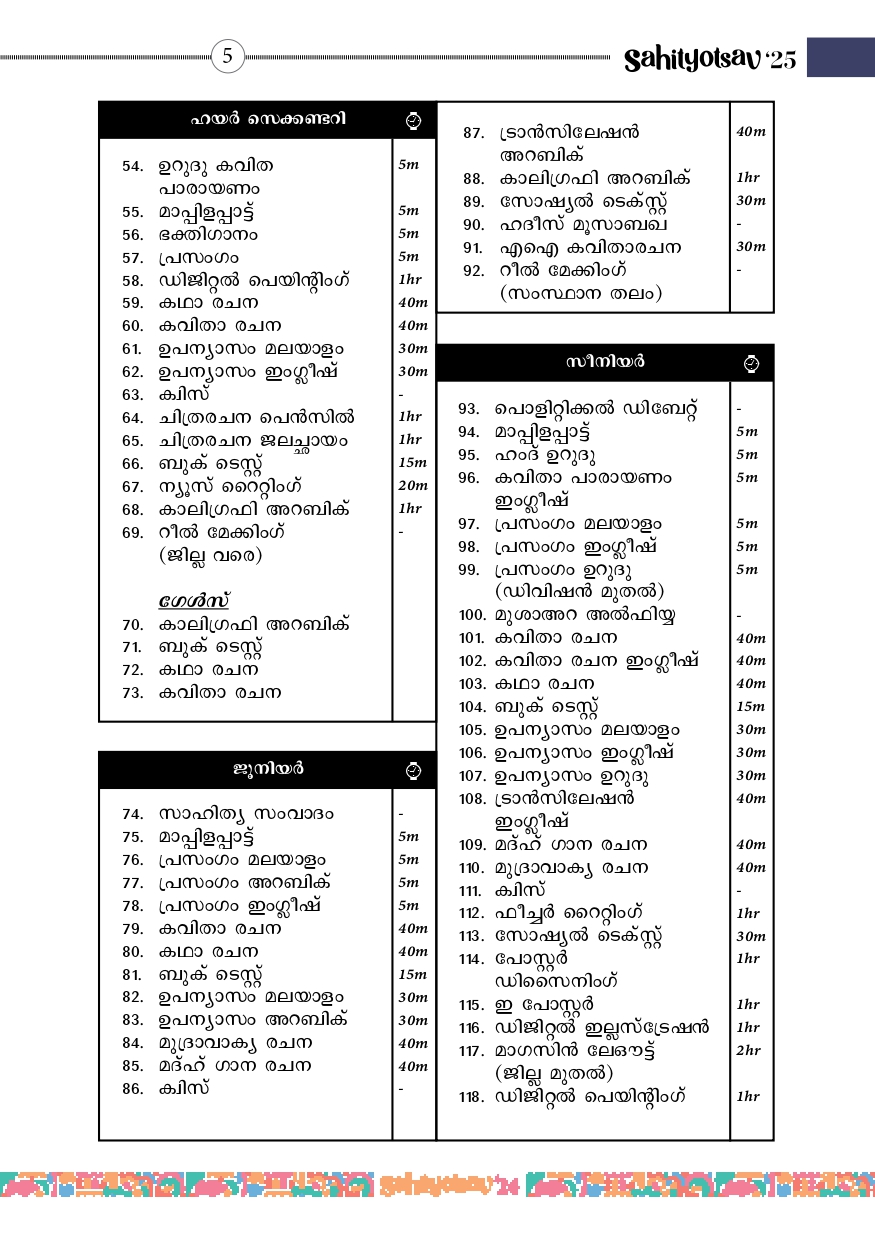 5
Sahityotsav '25
ഹയർ സെക്കണ്ടറി
54. ഉറുദു കവിത 5m
പാരായണം
55. മാപ്പിളപ്പാട്ട് 5m
56. ഭക്തിഗാനം 5m
57. പ്രസംഗം 5m
58. ഡിജിറ്റൽ പെയിന്റിംഗ് 1hr
59. കഥാ രചന 40m
60. കവിതാ രചന 40m
61. ഉപന്യാസം മലയാളം 30m
62. ഉപന്യാസം ഇംഗ്ലീഷ് 30m
63. ക്വിസ് -
64. ചിത്രരചന പെൻസിൽ 1hr
65. ചിത്രരചന ജലച്ഛായം 1hr
66. ബുക് ടെസ്റ്റ് 15m
67. ന്യൂസ് റൈറ്റിംഗ് 20m
68. കാലിഗ്രഫി അറബിക് 1hr
69. റീൽ മേക്കിംഗ് -
(ജില്ല വരെ)
ഗേൾസ്
70. കാലിഗ്രഫി അറബിക്
71. ബുക് ടെസ്റ്റ്
72. കഥാ രചന
73. കവിതാ രചന
ജൂനിയർ
74. സാഹിത്യ സംവാദം -
75. മാപ്പിളപ്പാട്ട് 5m
76. പ്രസംഗം മലയാളം 5m
77. പ്രസംഗം അറബിക് 5m
78. പ്രസംഗം ഇംഗ്ലീഷ് 5m
79. കവിതാ രചന 40m
80. കഥാ രചന 40m
81. ബുക് ടെസ്റ്റ് 15m
82. ഉപന്യാസം മലയാളം 30m
83. ഉപന്യാസം അറബിക് 30m
84. മുദ്രാവാക്യ രചന 40m
85. മദ്ഹ് ഗാന രചന 40m
86. ക്വിസ് -
87. ട്രാൻസിലേഷൻ 40m
അറബിക്
88. കാലിഗ്രഫി അറബിക് 1hr
89. സോഷ്യൽ ടെക്സ്റ്റ് 30m
90. ഹദീസ് മുസാബഖ -
91. എഐ കവിതാരചന 30m
92. റീൽ മേക്കിംഗ് -
(സംസ്ഥാന തലം)
സീനിയർ
93. പൊളിറ്റിക്കൽ ഡിബേറ്റ് -
94. മാപ്പിളപ്പാട്ട് 5m
95. ഹംദ് ഉറുദു 5m
96. കവിതാ പാരായണം 5m
ഇംഗ്ലീഷ്
97. പ്രസംഗം മലയാളം 5m
98. പ്രസംഗം ഇംഗ്ലീഷ് 5m
99. പ്രസംഗം ഉറുദു 5m
(ഡിവിഷൻ മുതൽ)
100. മുശാഅറ അൽഫിയ്യ -
101. കവിതാ രചന 40m
102. കവിതാ രചന ഇംഗ്ലീഷ് 40m
103. കഥാ രചന 40m
104. ബുക് ടെസ്റ്റ് 15m
105. ഉപന്യാസം മലയാളം 30m
106. ഉപന്യാസം ഇംഗ്ലീഷ് 30m
107. ഉപന്യാസം ഉറുദു 30m
108. ട്രാൻസിലേഷൻ 40m
ഇംഗ്ലീഷ്
109. മദ്ഹ് ഗാന രചന 40m
110. മുദ്രാവാക്യ രചന 40m
111. ക്വിസ് -
112. ഫീച്ചർ റൈറ്റിംഗ് 1hr
113. സോഷ്യൽ ടെക്സ്റ്റ് 30m
114. പോസ്റ്റർ 1hr
ഡിസൈനിംഗ്
115. ഇ പോസ്റ്റർ 1hr
116. ഡിജിറ്റൽ ഇല്ലസ്ട്രേഷൻ 1hr
117. മാഗസിൻ ലേഔട്ട് 2hr
(ജില്ല മുതൽ)
118. ഡിജിറ്റൽ പെയിന്റിംഗ് 1hr
sahityotsav'24